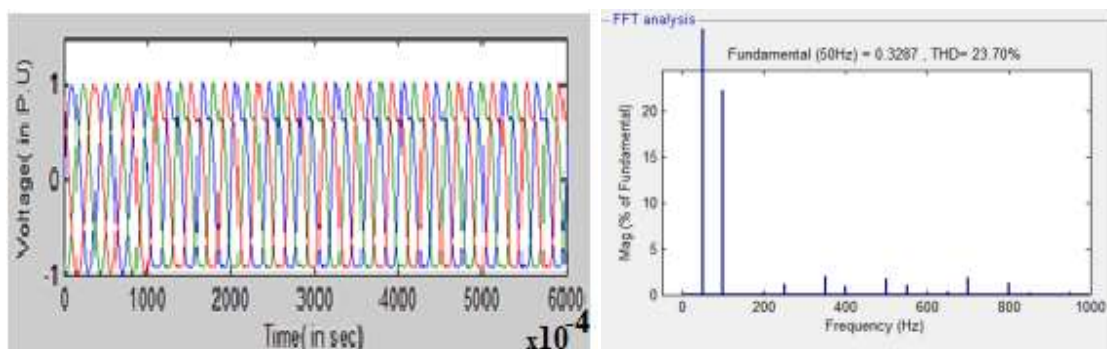 Voltage( in P.U)
1
0
-1
0 1000 2000 3000 4000 5000 6000
Time( in sec) x10-4
FFT analysis
Fundamental (50Hz) = 0.3287 , THD= 23.70%
Mag (% of Fundamental)
20
15
10
5
0
0 200 400 600 800 1000
Frequency (Hz)